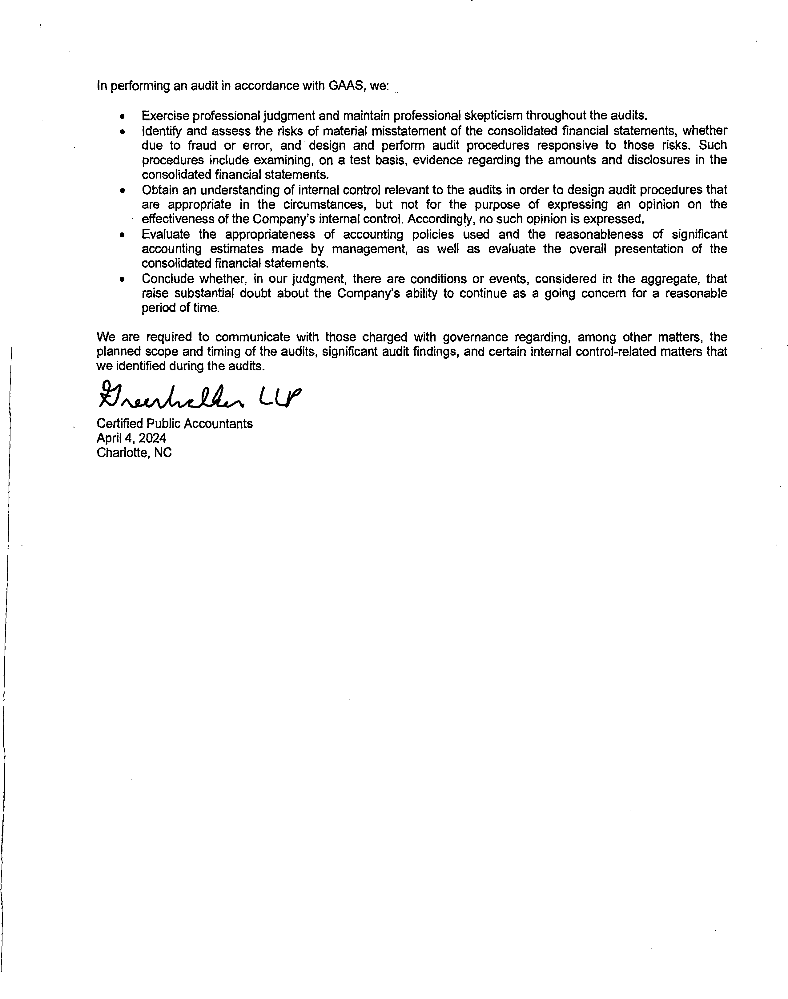 In performing an audit in accordance with GAAS, we:
• Exercise professional judgment and maintain professional skepticism throughout the audits.
• Identify and assess the risks of material misstatement of the consolidated financial statements, whether
due to fraud or error, and design and perform audit procedures responsive to those risks. Such
procedures include examining, on a test basis, evidence regarding the amounts and disclosures in the
consolidated financial statements.
• Obtain an understanding of internal control relevant to the audits in order to design audit procedures that
are appropriate in the circumstances, but not for the purpose of expressing an opinion on the
effectiveness of the Company's internal control. Accordingly, no such opinion is expressed.
• Evaluate the appropriateness of accounting policies used and the reasonableness of significant
accounting estimates made by management, as well as evaluate the overall presentation of the
consolidated financial statements.
• Conclude whether, in our judgment, there are conditions or events, considered in the aggregate, that
raise substantial doubt about the Company's ability to continue as a going concern for a reasonable
period of time.
We are required to communicate with those charged with governance regarding, among other matters, the
planned scope and timing of the audits, significant audit findings, and certain internal control-related matters that
we identified during the audits.
LLP
Certified Public Accountants
April 4, 2024
Charlotte, NC